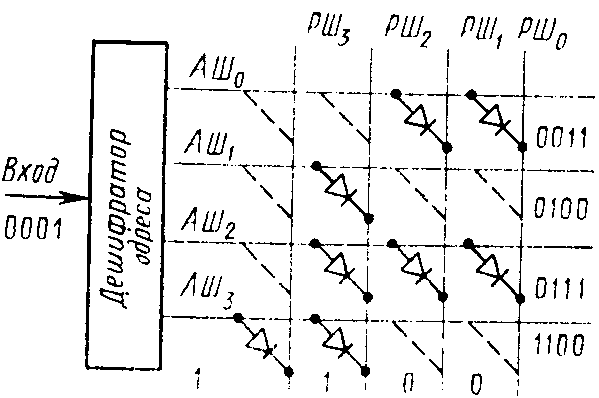 РШ3 РШ2 РШ1 РШ0
АШ0
0011
АШ1
Вход
0100
0001
Дешифратор
адреса
АШ2
0111
АШ3
1100
1 1 0 0